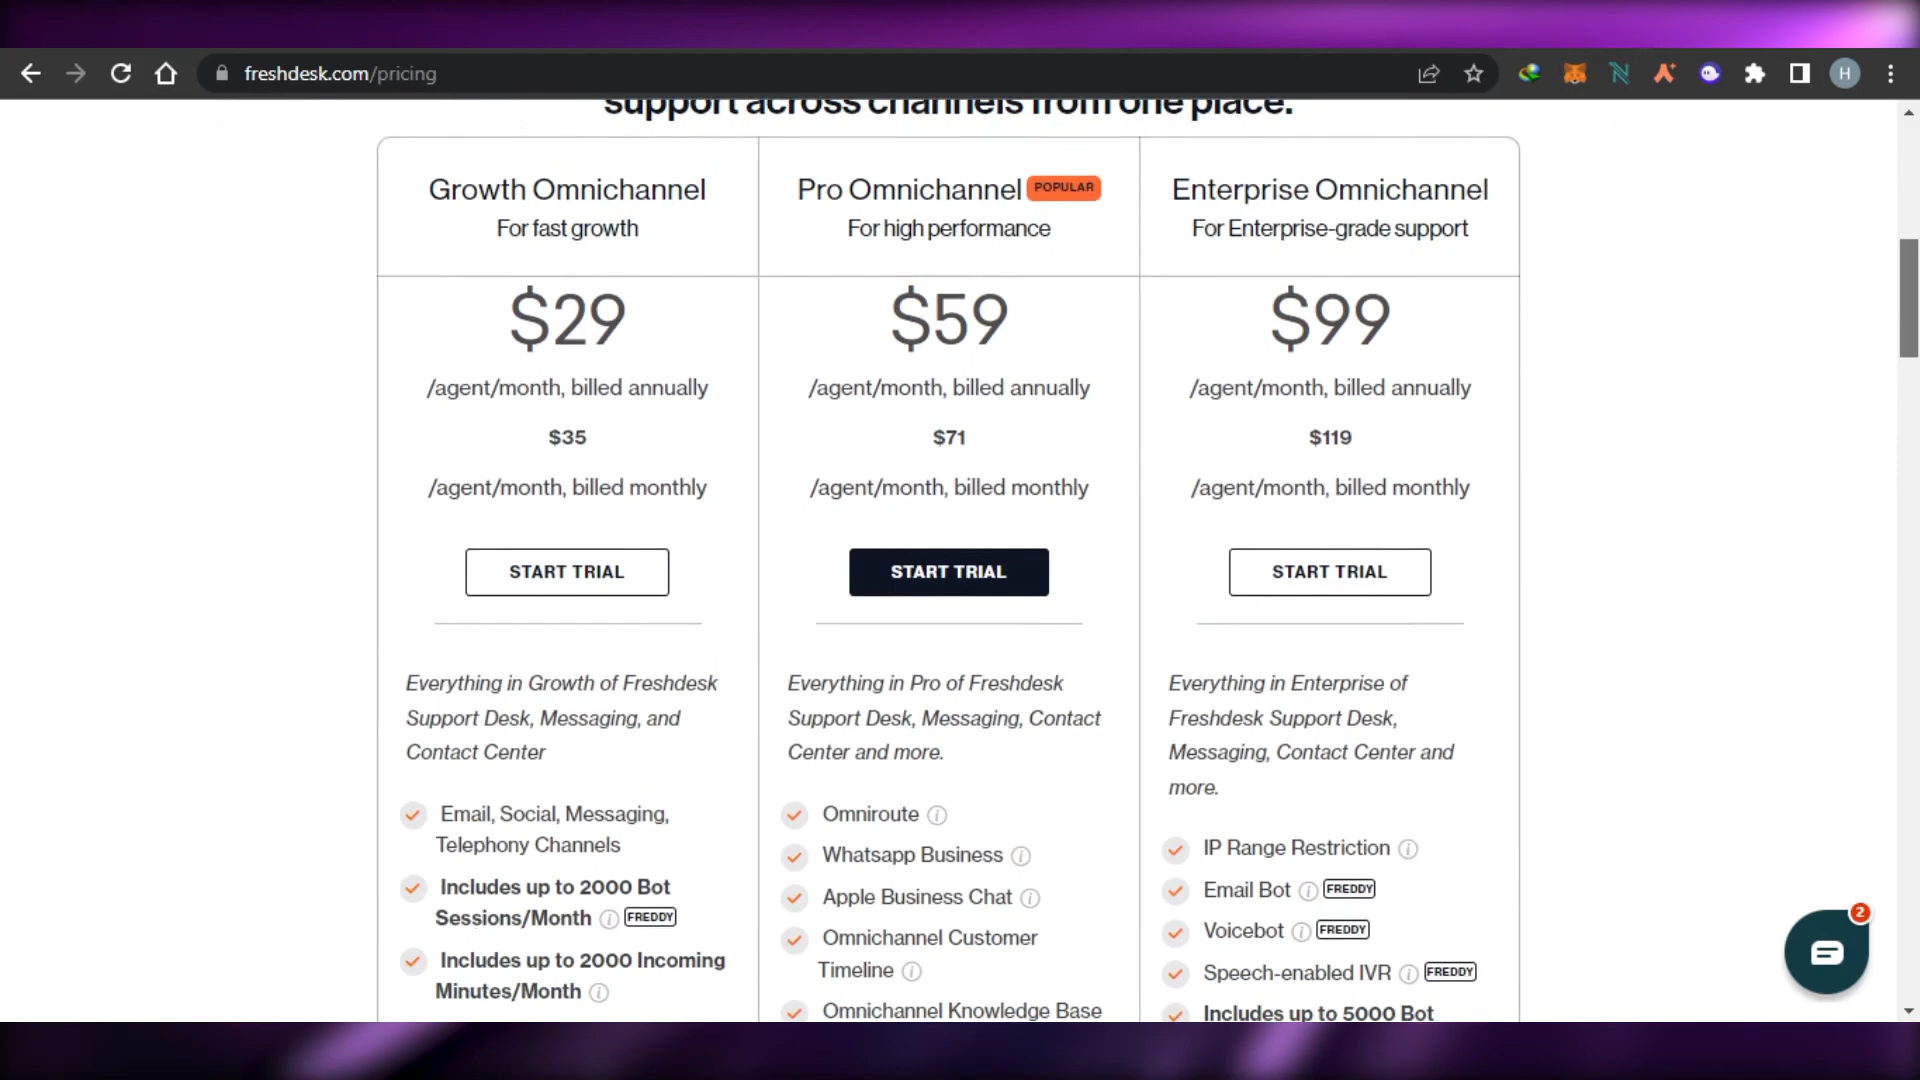 freshdesk.com/pricing
H
support across channels from one place.
Growth Omnichannel
For fast growth
$29
/agent/month, billed annually
$35
/agent/month, billed monthly
START TRIAL
Everything in Growth of Freshdesk
Support Desk, Messaging, and
Contact Center
Email, Social, Messaging,
Telephony Channels
Includes up to 2000 Bot
Sessions/Month i FREDDY
Includes up to 2000 Incoming
Minutes/Month i
Pro Omnichannel POPULAR
For high performance
$59
/agent/month, billed annually
$71
/agent/month, billed monthly
START TRIAL
Everything in Pro of Freshdesk
Support Desk, Messaging, Contact
Center and more.
Omniroute i
Whatsapp Business i
Apple Business Chat i
Omnichannel Customer
Timeline i
Omnichannel Knowledge Base
Enterprise Omnichannel
For Enterprise-grade support
$99
/agent/month, billed annually
$119
/agent/month, billed monthly
START TRIAL
Everything in Enterprise of
Freshdesk Support Desk,
Messaging, Contact Center and
more.
IP Range Restriction i
Email Bot i FREDDY
Voicebot i FREDDY
Speech-enabled IVR i FREDDY
Includes up to 5000 Bot
2